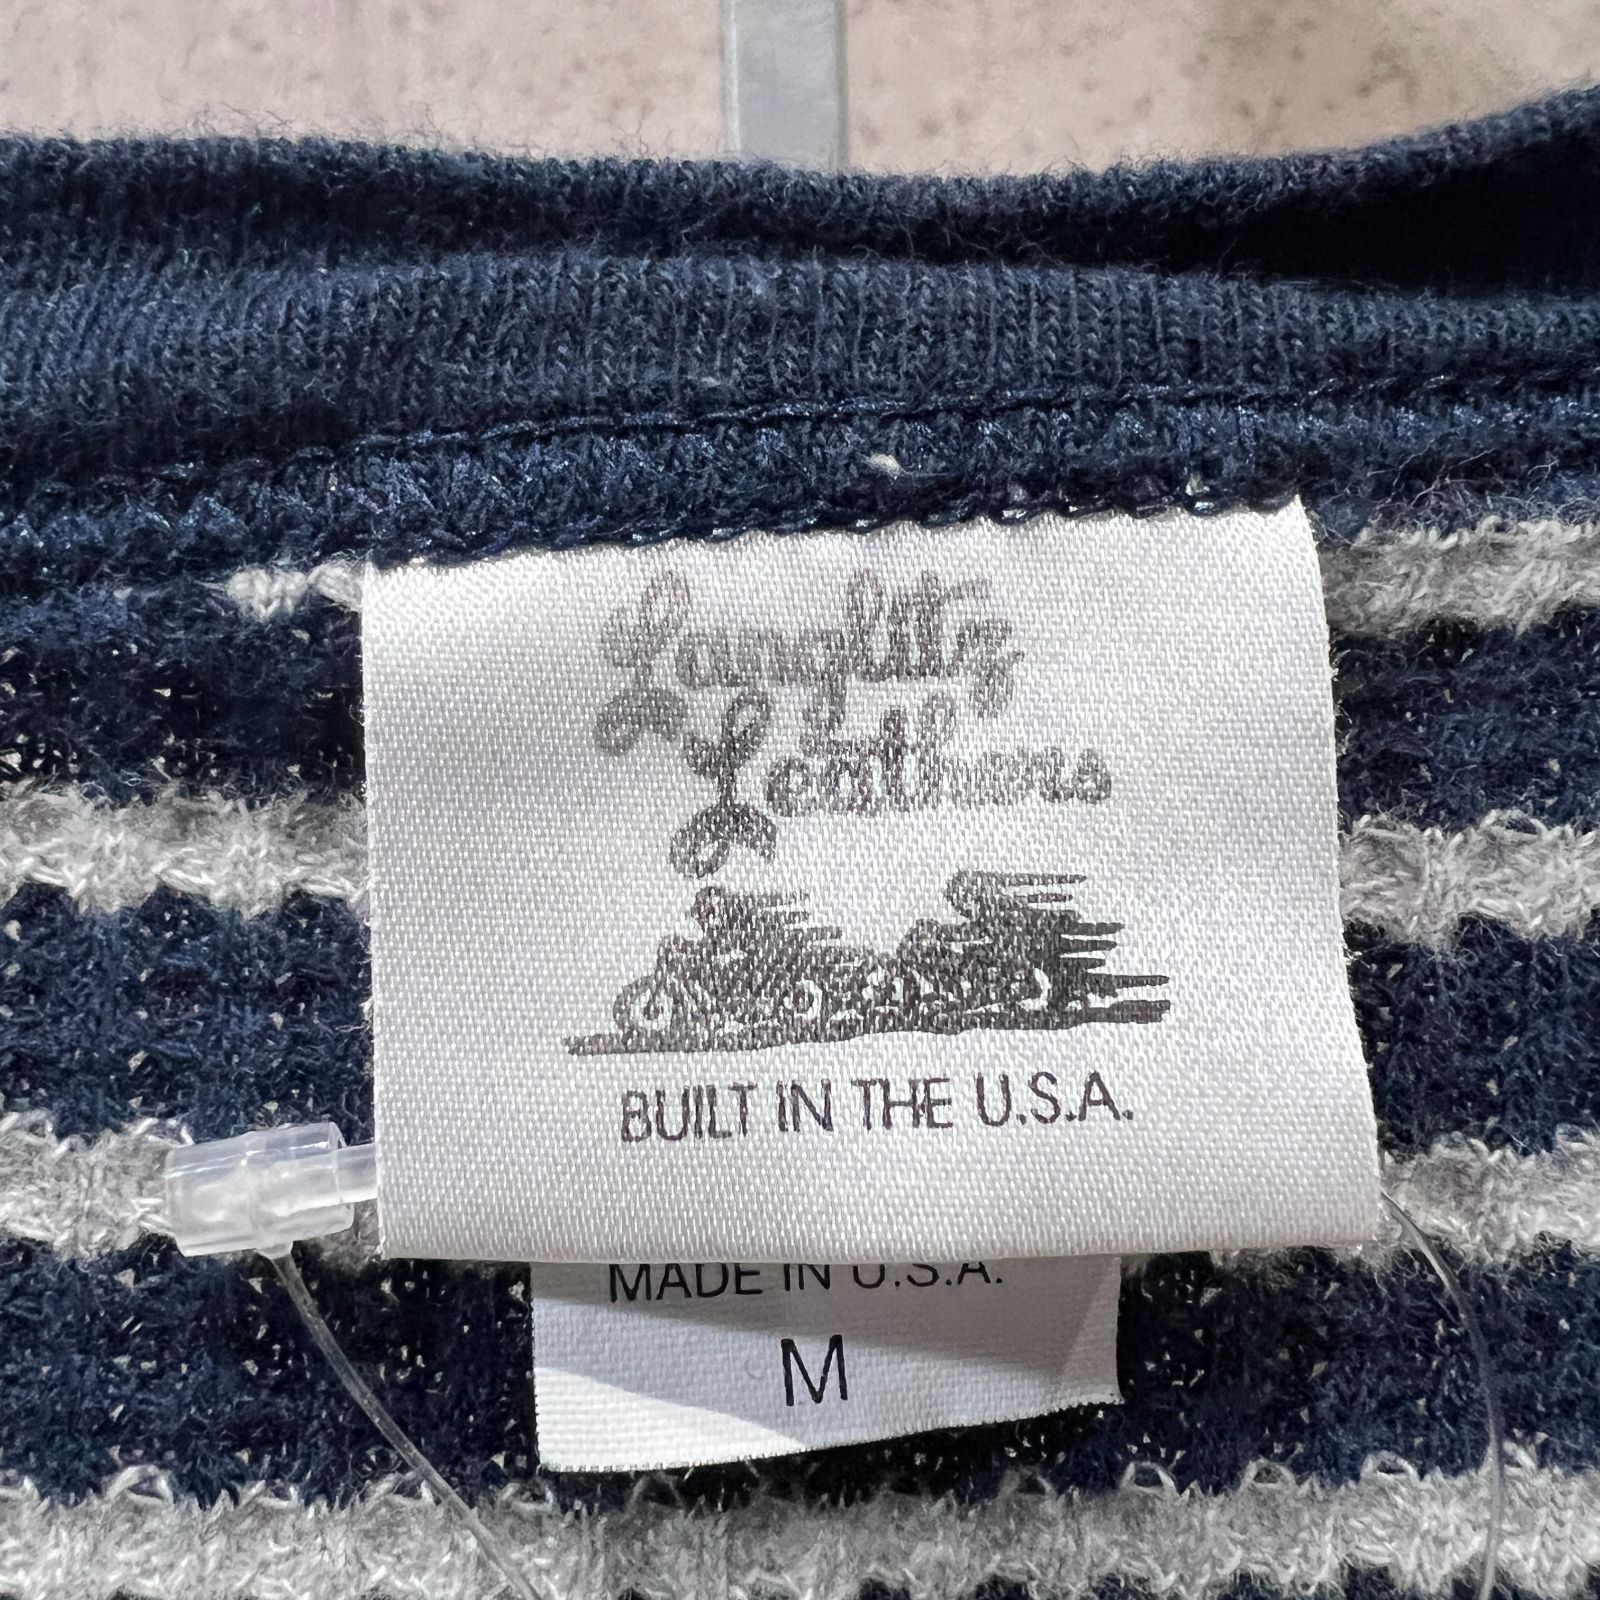 Langlitz
Leathers
BUILT IN THE U.S.A.
MADE IN U.S.A.
M